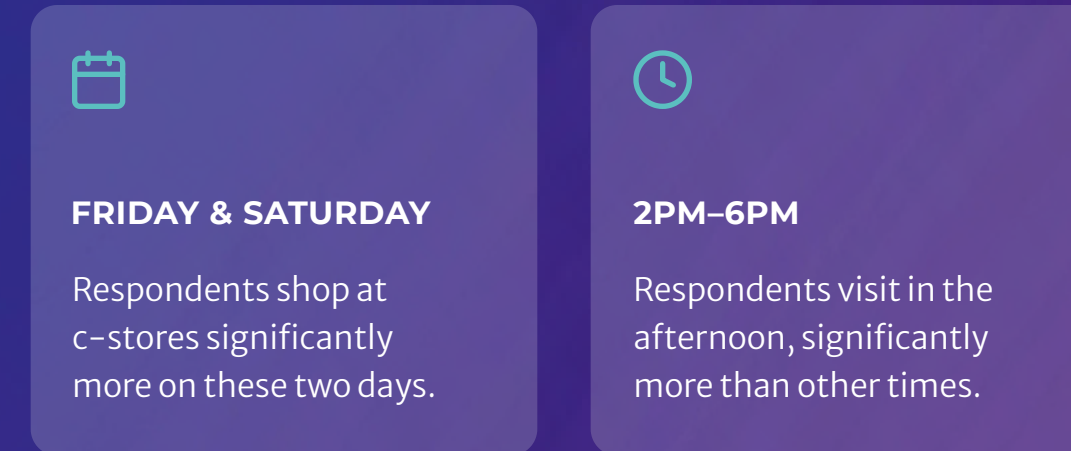 FRIDAY & SATURDAY
Respondents shop at
c-stores significantly
more on these two days.
2PM–6PM
Respondents visit in the
afternoon, significantly
more than other times.